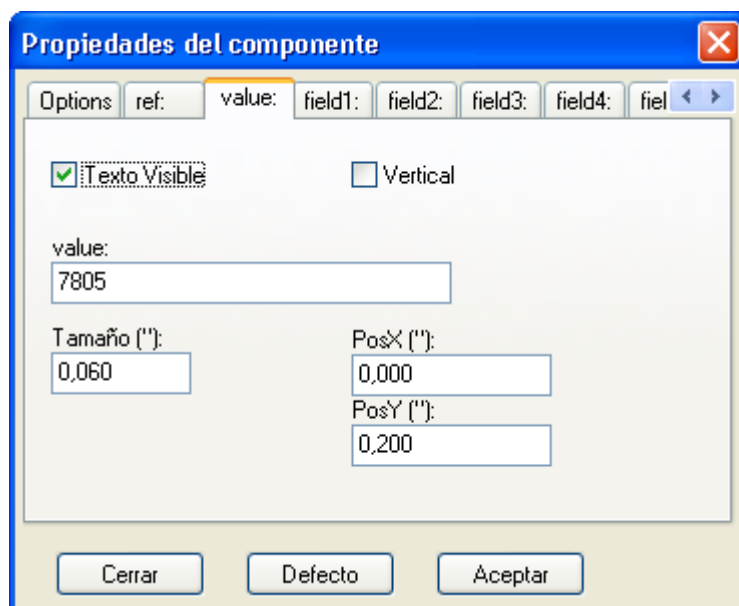 Propiedades del componente
Options ref: value: field1: field2: field3: field4: fiel
Texto Visible Vertical
value:
7805
Tamaño ("): PosX ("):
0,060 0,000
PosY ("):
0,200
Cerrar Defecto Aceptar